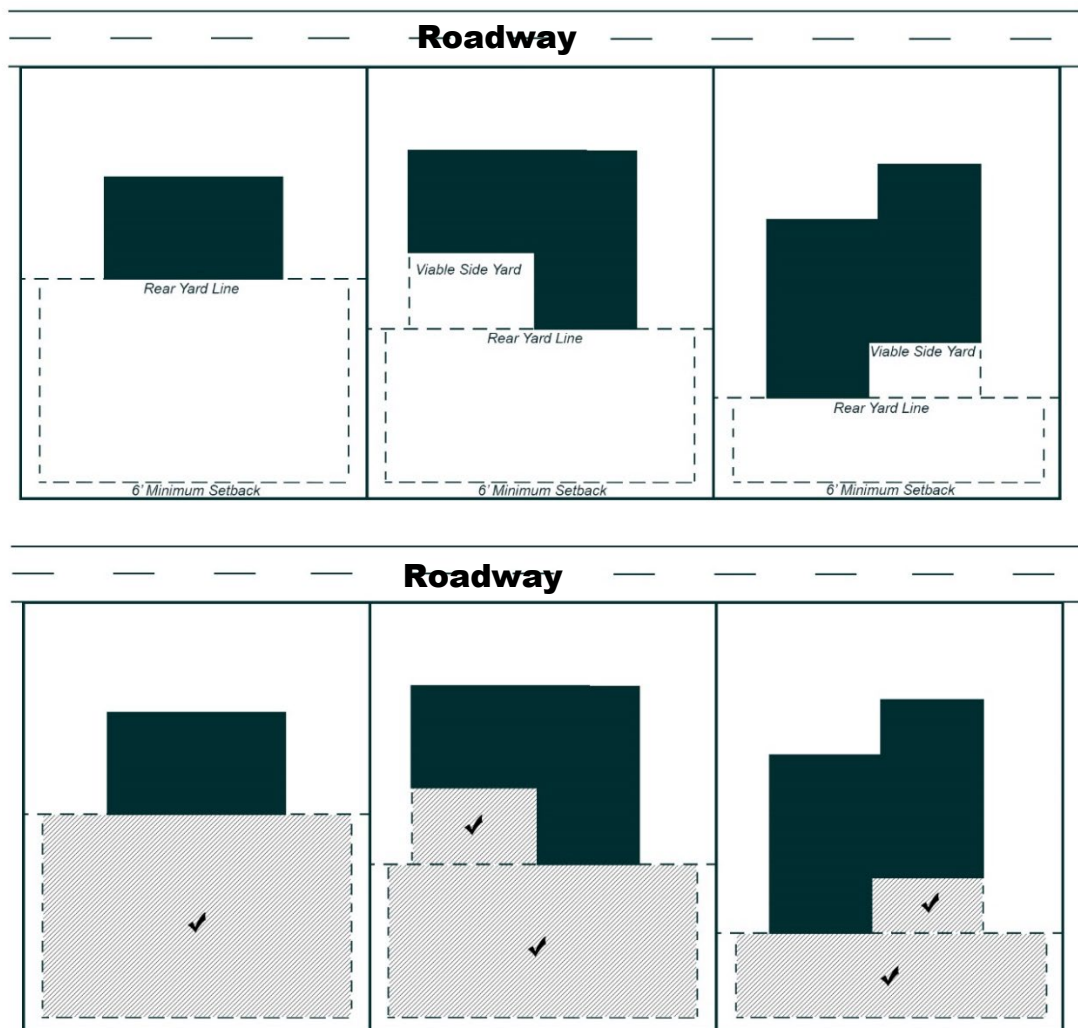 Roadway
Viable Side Yard
Rear Yard Line
Rear Yard Line
Viable Side Yard
Rear Yard Line
6' Minimum Setback
6' Minimum Setback
6' Minimum Setback
Roadway